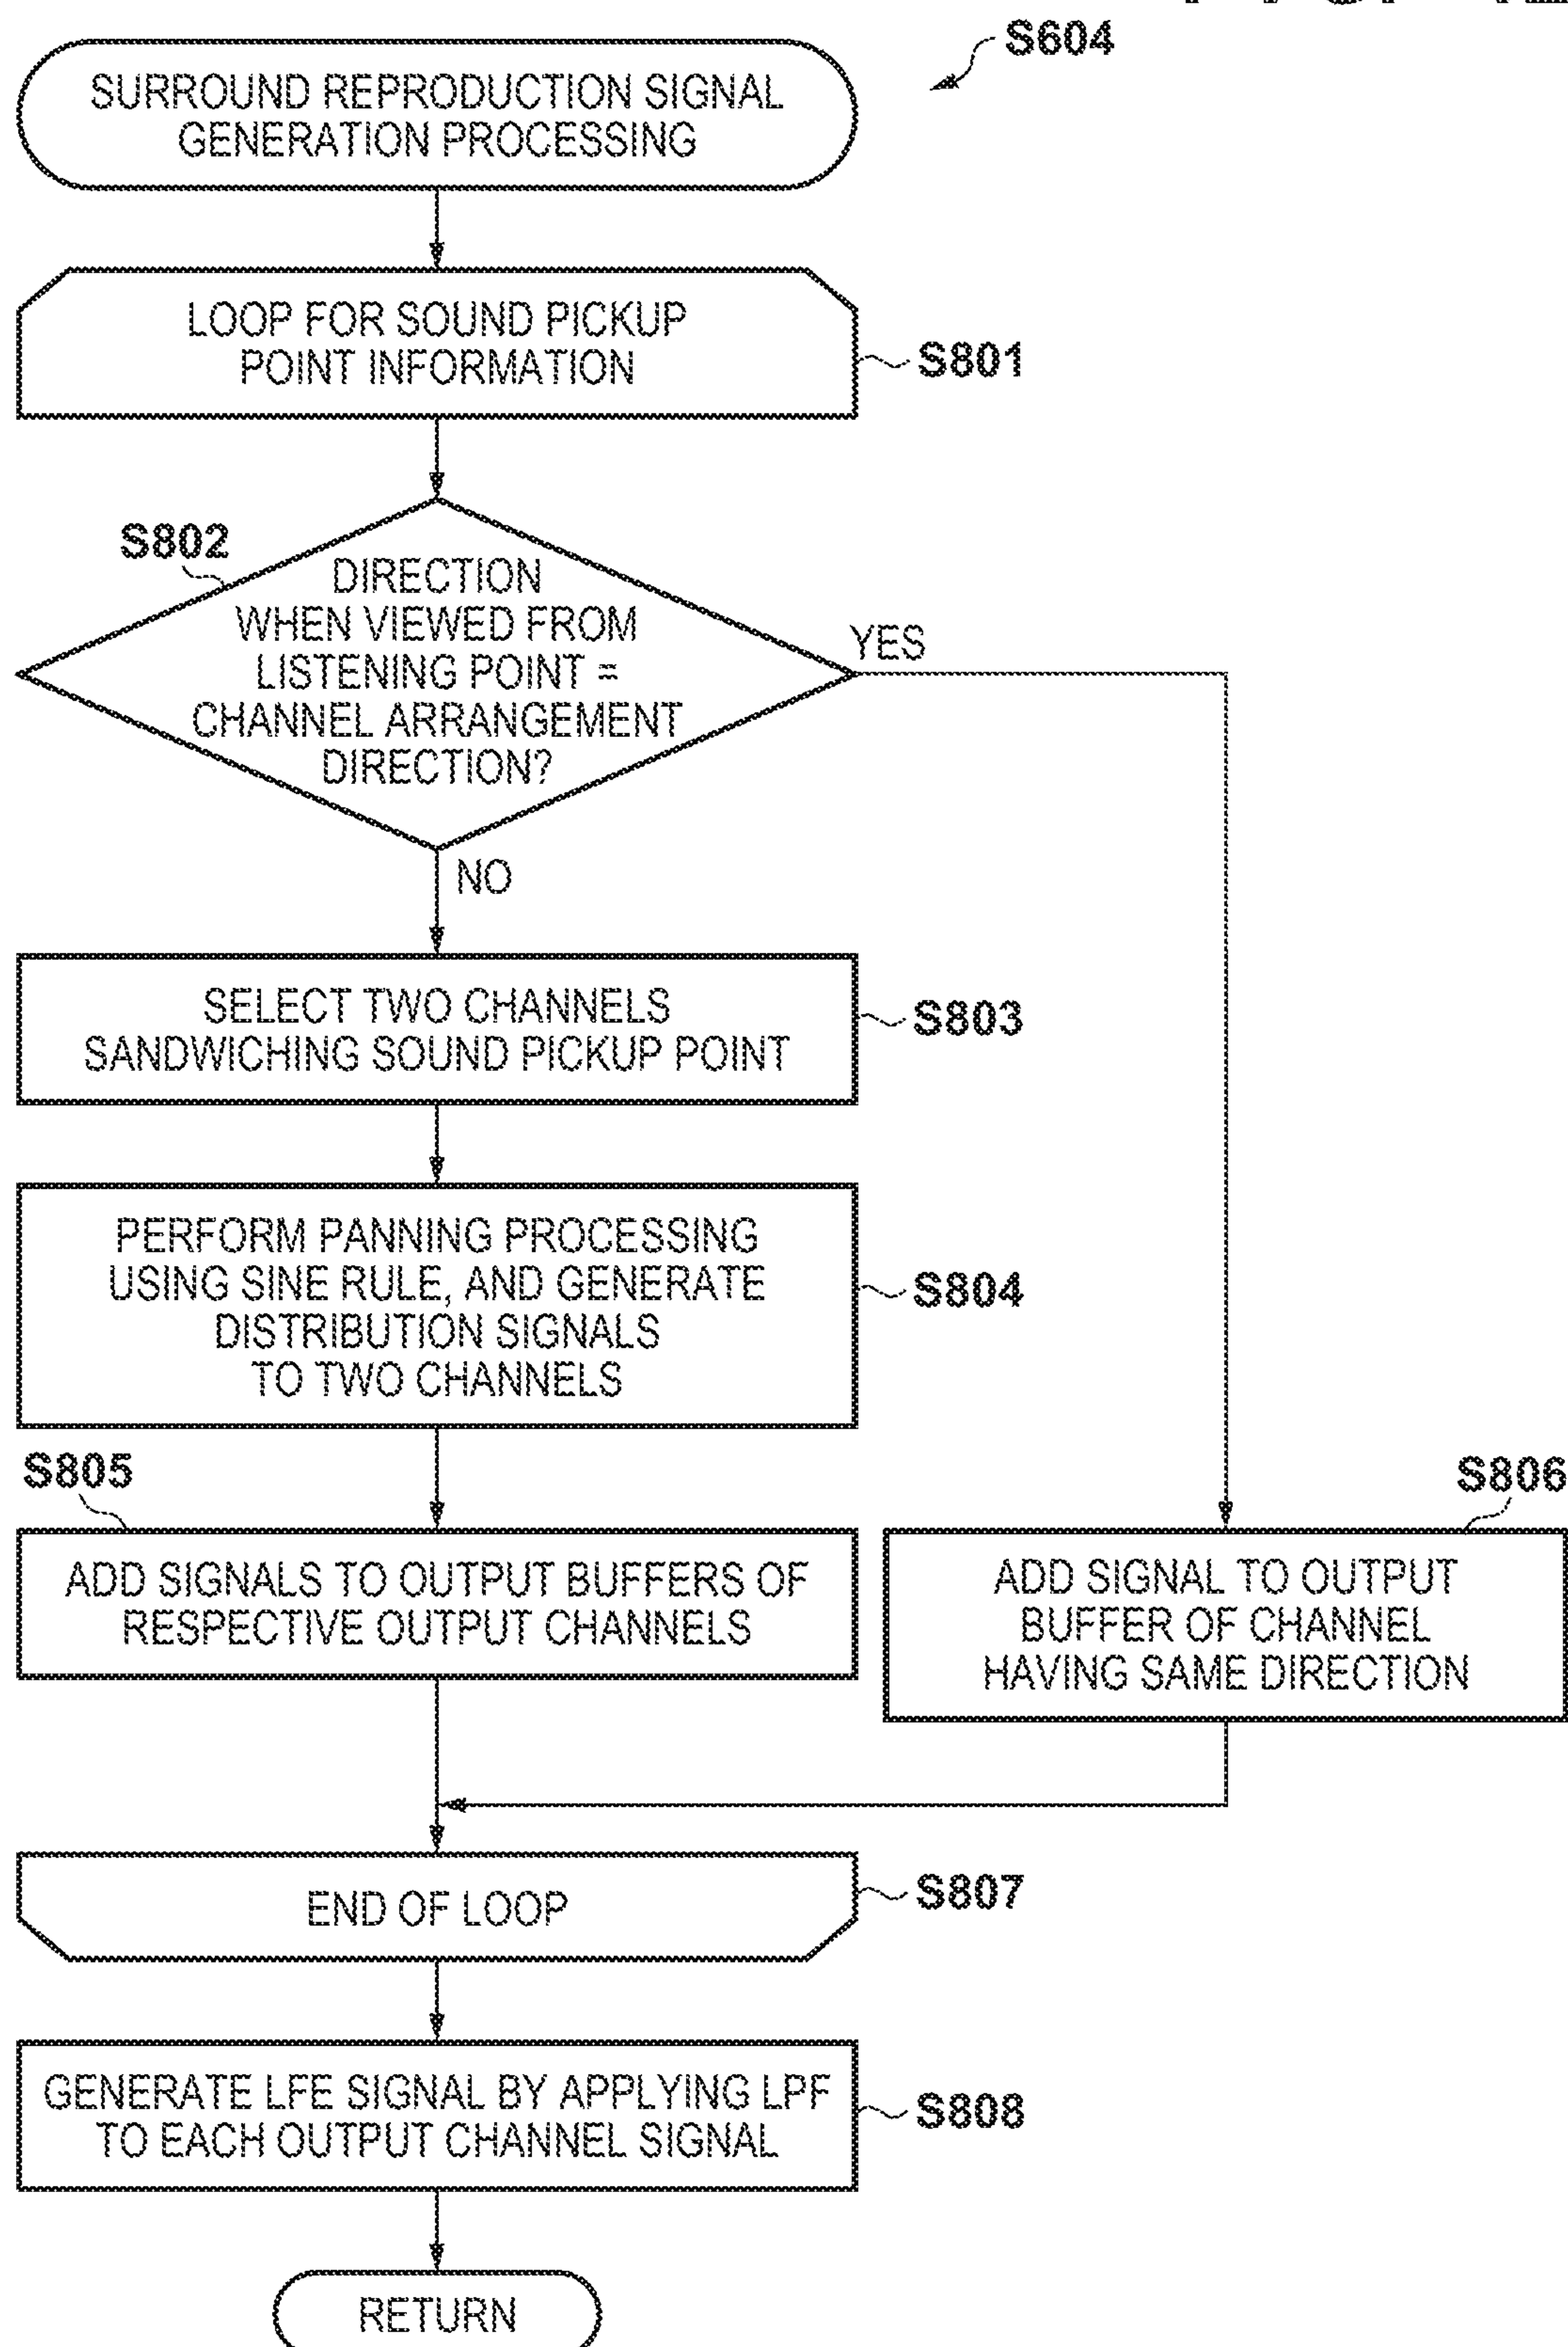 S604
SURROUND REPRODUCTION SIGNAL
GENERATION PROCESSING
LOOP FOR SOUND PICKUP
POINT INFORMATION
S801
S802
DIRECTION
WHEN VIEWED FROM
LISTENING POINT =
CHANNEL ARRANGEMENT
DIRECTION?
YES
NO
SELECT TWO CHANNELS
SANDWICHING SOUND PICKUP POINT
S803
PERFORM PANNING PROCESSING
USING SINE RULE, AND GENERATE
DISTRIBUTION SIGNALS
TO TWO CHANNELS
S804
S805
ADD SIGNALS TO OUTPUT BUFFERS OF
RESPECTIVE OUTPUT CHANNELS
S806
ADD SIGNAL TO OUTPUT
BUFFER OF CHANNEL
HAVING SAME DIRECTION
END OF LOOP
S807
GENERATE LFE SIGNAL BY APPLYING LPF
TO EACH OUTPUT CHANNEL SIGNAL
S808
RETURN